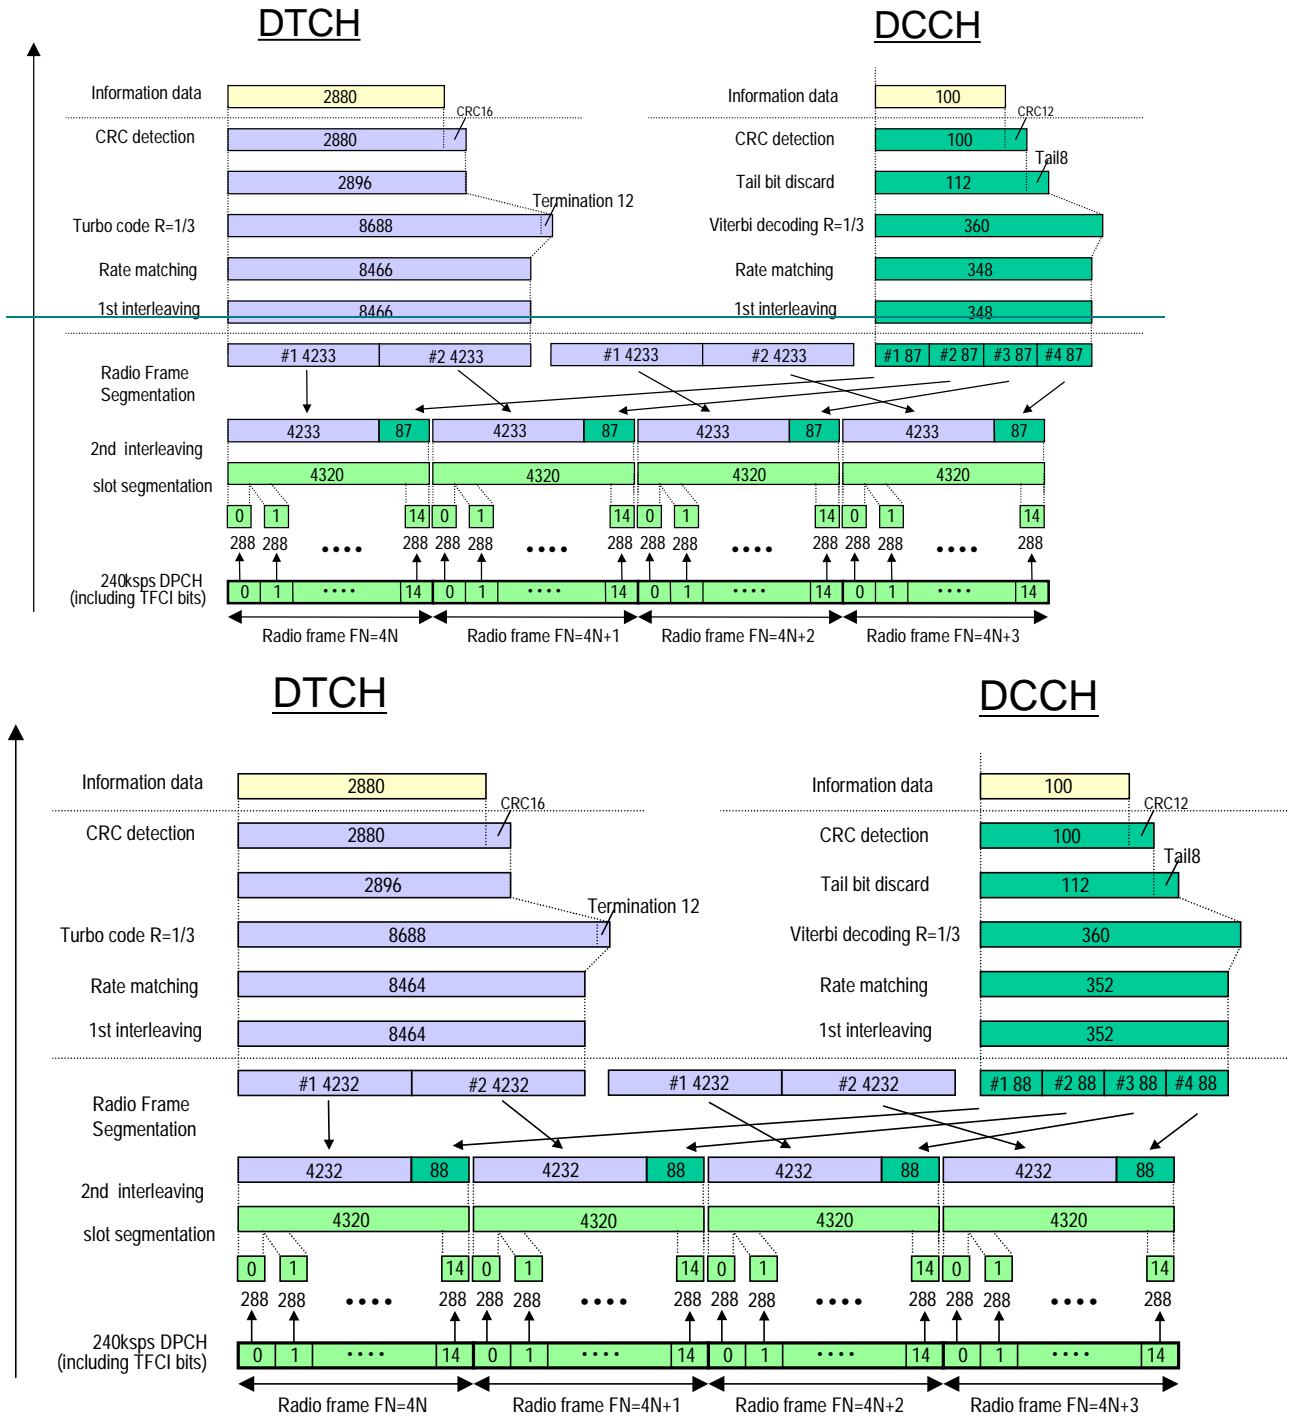 DTCH DCCH
Information data 2880 Information data 100
CRC16 CRC12
CRC detection 2880 CRC detection 100
Tail8
2896 Tail bit discard 112
Termination 12
Turbo code R=1/3 8688 Viterbi decoding R=1/3 360
Rate matching 8466 Rate matching 348
1st interleaving 8466 1st interleaving 348
#1 4233 #2 4233 #1 4233 #2 4233 #1 87 #2 87 #3 87 #4 87
Radio Frame
Segmentation
4233 87 4233 87 4233 87 4233 87
2nd interleaving
4320 4320 4320 4320
slot segmentation
0 1 14 0 1 14 0 1 14 0 1 14
288 288 •••• 288 288 288 •••• 288 288 288 •••• 288 288 288 •••• 288
240ksps DPCH
(including TFCI bits)
0 1 •••• 14 0 1 •••• 14 0 1 •••• 14 0 1 •••• 14
Radio frame FN=4N Radio frame FN=4N+1 Radio frame FN=4N+2 Radio frame FN=4N+3
DTCH DCCH
Information data 2880 Information data 100
CRC16 CRC12
CRC detection 2880 CRC detection 100
Tail8
2896 Tail bit discard 112
Termination 12
Turbo code R=1/3 8688 Viterbi decoding R=1/3 360
Rate matching 8464 Rate matching 352
1st interleaving 8464 1st interleaving 352
#1 4232 #2 4232 #1 4232 #2 4232 #1 88 #2 88 #3 88 #4 88
Radio Frame
Segmentation
4232 88 4232 88 4232 88 4232 88
2nd interleaving
4320 4320 4320 4320
slot segmentation
0 1 14 0 1 14 0 1 14 0 1 14
288 288 •••• 288 288 288 •••• 288 288 288 •••• 288 288 288 •••• 288
240ksps DPCH
(including TFCI bits)
0 1 •••• 14 0 1 •••• 14 0 1 •••• 14 0 1 •••• 14
Radio frame FN=4N Radio frame FN=4N+1 Radio frame FN=4N+2 Radio frame FN=4N+3